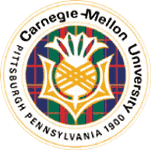 Carnegie-Mellon University
PITTSBURGH PENNSYLVANIA 1900